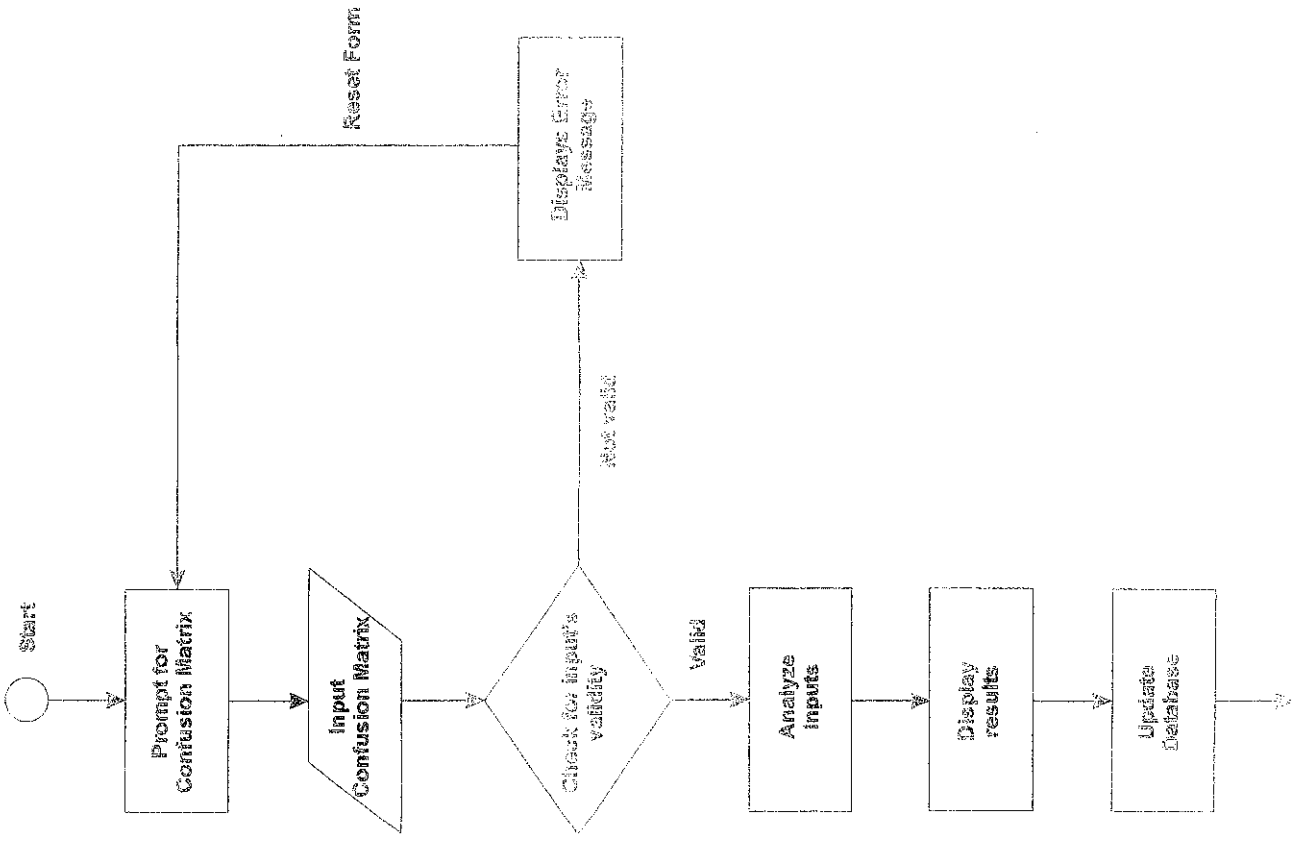 Start
Prompt for
Confusion Matrix
Input
Confusion Matrix
Check for input's
validity
Not valid
Displays Error
Message
Reset Form
Valid
Analyze
Inputs
Display
results
Update
Database